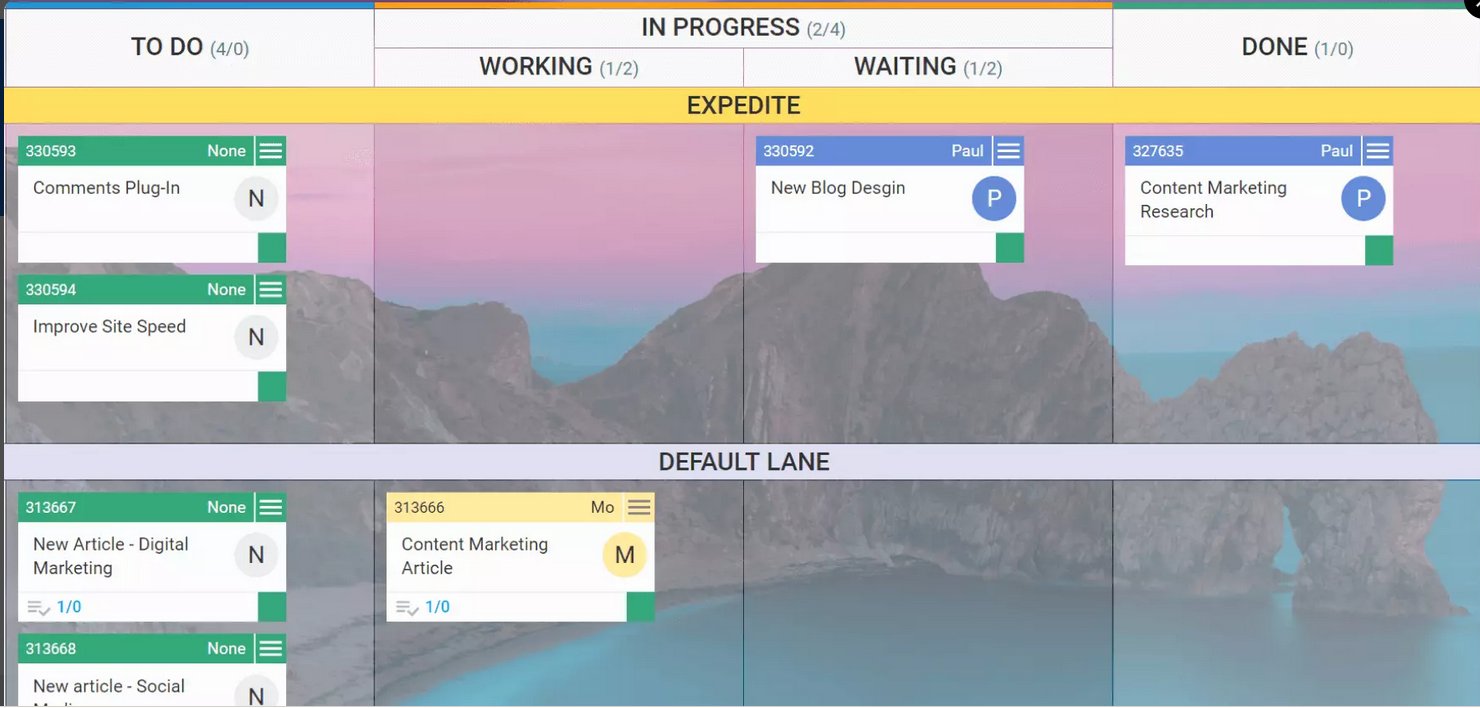 TO DO (4/0)
IN PROGRESS (2/4)
DONE (1/0)
WORKING (1/2)
WAITING (1/2)
EXPEDITE
330593 None
Comments Plug-In
N
330594 None
Improve Site Speed
N
330592 Paul
New Blog Desgin
P
327635 Paul
Content Marketing
Research
P
DEFAULT LANE
313667 None
New Article - Digital
Marketing
N
1/0
313668 None
New article - Social
N
313666 Mo
Content Marketing
Article
M
1/0